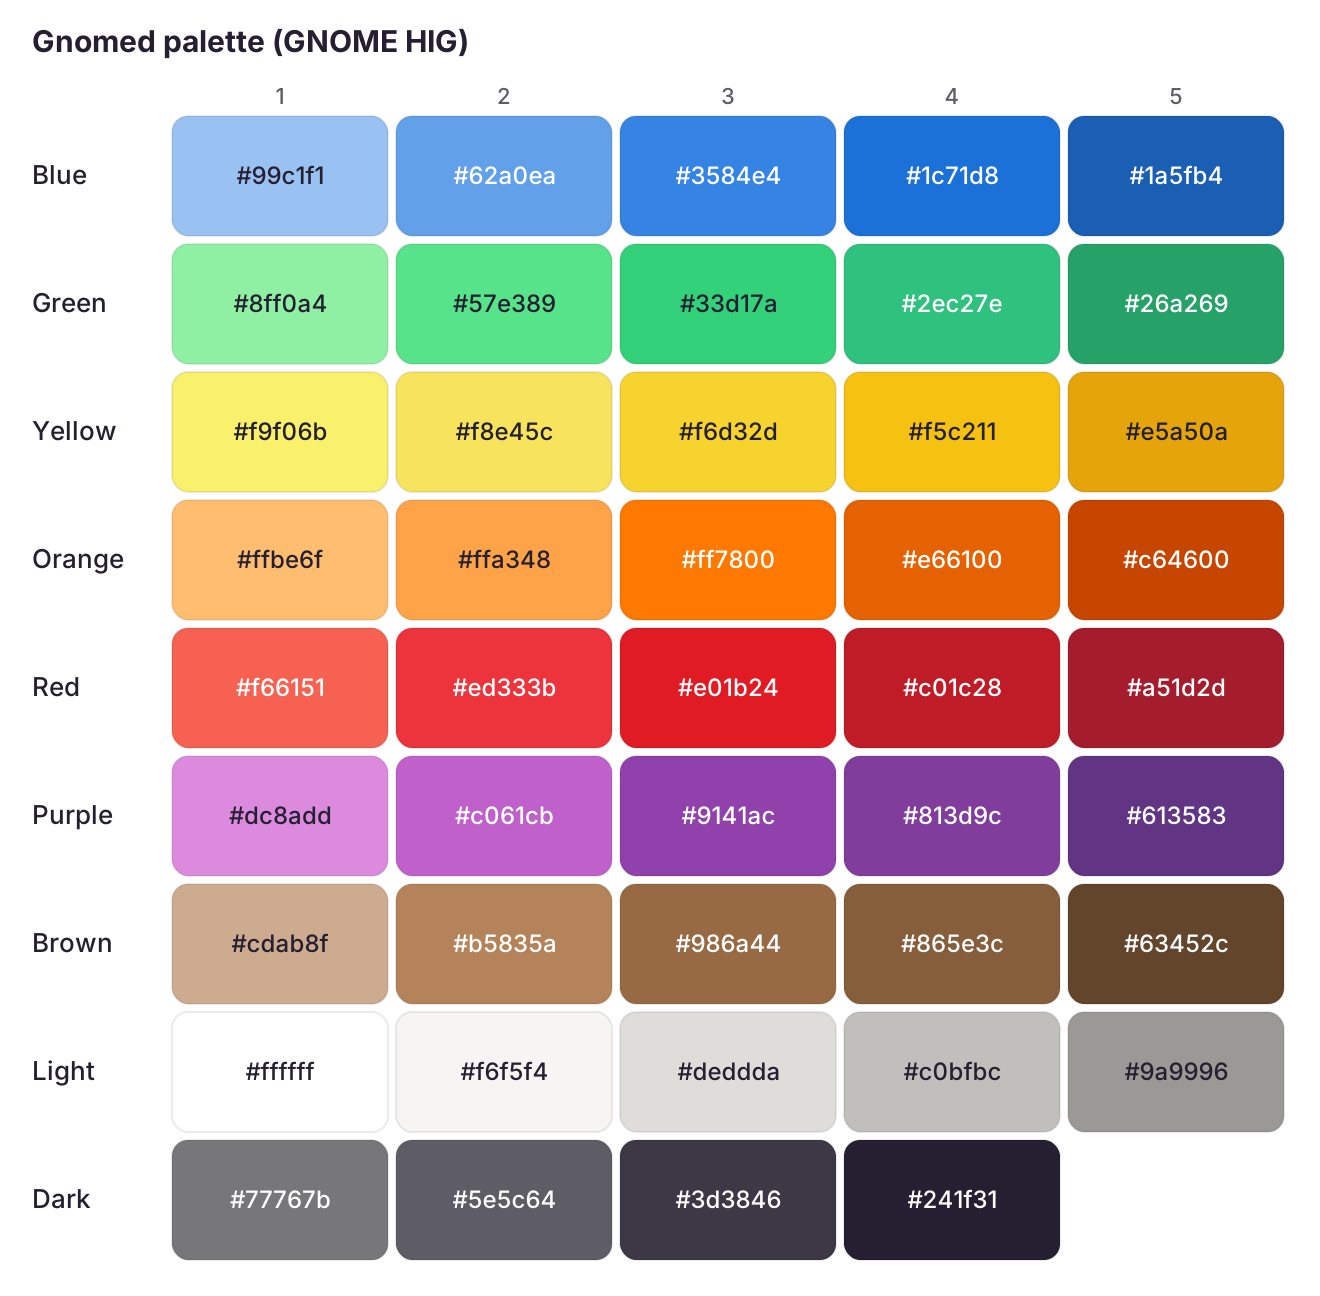 Gnomed palette (GNOME HIG)
1 2 3 4 5
Blue #99c1f1 #62a0ea #3584e4 #1c71d8 #1a5fb4
Green #8ff0a4 #57e389 #33d17a #2ec27e #26a269
Yellow #f9f06b #f8e45c #f6d32d #f5c211 #e5a50a
Orange #ffbe6f #ffa348 #ff7800 #e66100 #c64600
Red #f66151 #ed333b #e01b24 #c01c28 #a51d2d
Purple #dc8add #c061cb #9141ac #813d9c #613583
Brown #cdab8f #b5835a #986a44 #865e3c #63452c
Light #ffffff #f6f5f4 #deddda #c0bfbc #9a9996
Dark #77767b #5e5c64 #3d3846 #241f31